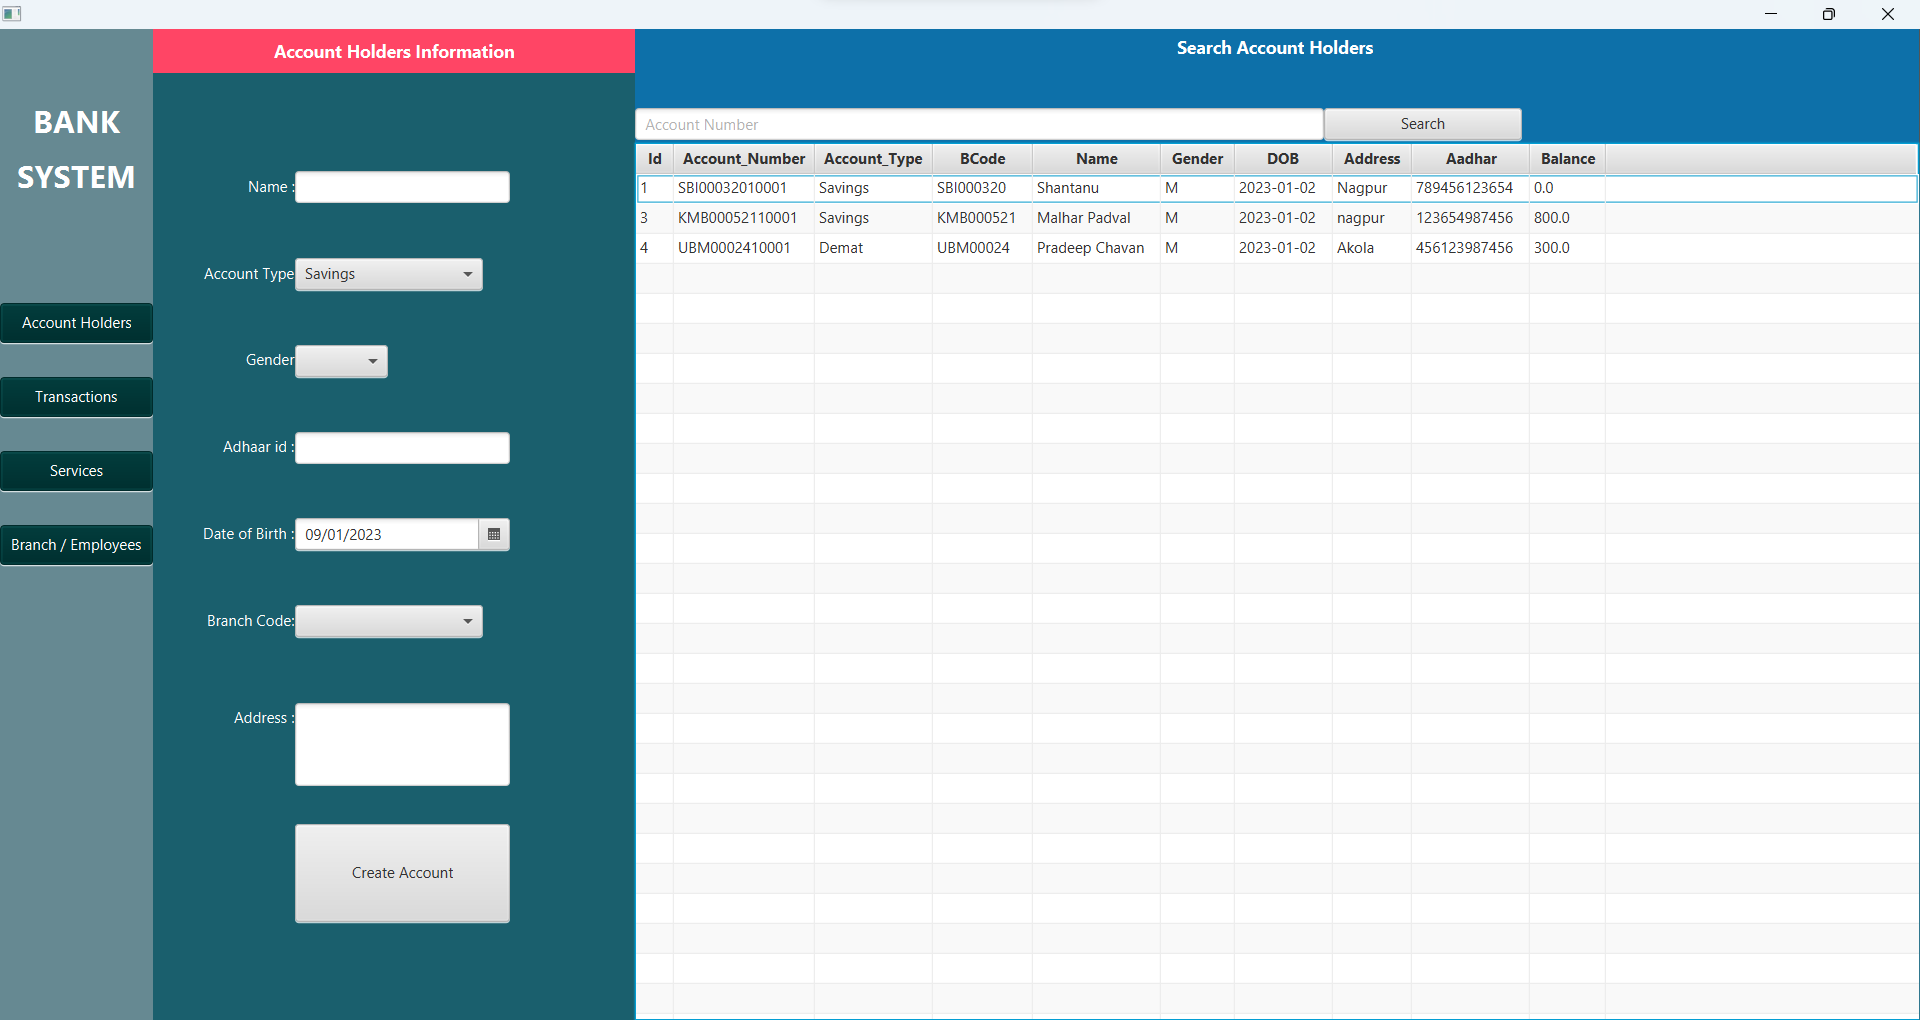 BANK
SYSTEM
Account Holders
Transactions
Services
Branch / Employees
Account Holders Information
Name :
Account Type Savings
Gender
Adhaar id :
Date of Birth : 09/01/2023
Branch Code:
Address :
Create Account
Search Account Holders
Account Number Search
Id Account_Number Account_Type BCode Name Gender DOB Address Aadhar Balance
1 SBI00032010001 Savings SBI000320 Shantanu M 2023-01-02 Nagpur 789456123654 0.0
3 KMB00052110001 Savings KMB000521 Malhar Padval M 2023-01-02 nagpur 123654987456 800.0
4 UBM0002410001 Demat UBM00024 Pradeep Chavan M 2023-01-02 Akola 456123987456 300.0